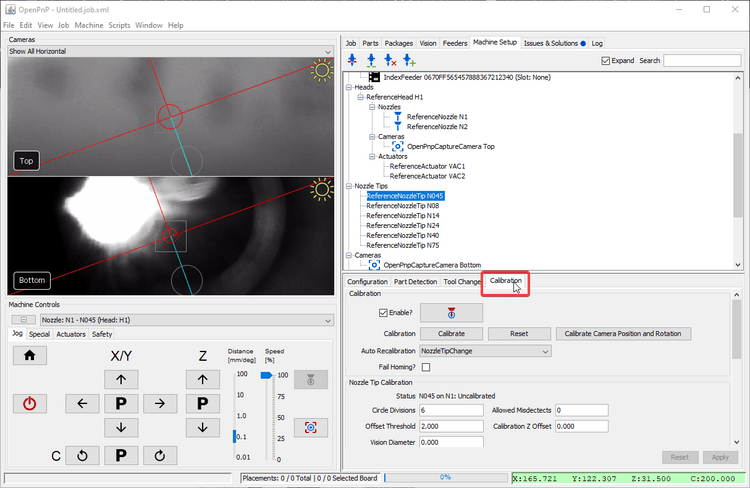 OpenPnP - Untitled.job.xml
File Edit View Job Machine Scripts Window Help
Cameras
Show All Horizontal
Top
Bottom
Machine Controls
Nozzle: N1 - N045 (Head: H1)
Jog Special Actuators Safety
X/Y Z Distance [mm/deg] Speed [%]
100 100
10 75
1.0 50
0.1 25
0.01 0
P P
C P
Job Parts Packages Vision Feeders Machine Setup Issues & Solutions Log
Expand Search
IndexFeeder 0670FF565457888367212340 (Slot: None)
Heads
ReferenceHead H1
Nozzles
ReferenceNozzle N1
ReferenceNozzle N2
Cameras
OpenPnpCaptureCamera Top
Actuators
ReferenceActuator VAC1
ReferenceActuator VAC2
Nozzle Tips
ReferenceNozzleTip N045
ReferenceNozzleTip N08
ReferenceNozzleTip N14
ReferenceNozzleTip N24
ReferenceNozzleTip N40
ReferenceNozzleTip N75
Cameras
OpenPnpCaptureCamera Bottom
Configuration Part Detection Tool Change Calibration
Calibration
Enable?
Calibration Calibrate Reset Calibrate Camera Position and Rotation
Auto Recalibration NozzleTipChange
Fail Homing?
Nozzle Tip Calibration
Status N045 on N1: Uncalibrated
Circle Divisions 6 Allowed Misdectects 0
Offset Threshold 2.000 Calibration Z Offset 0.000
Vision Diameter 0.000
Reset Apply
Placements: 0 / 0 Total | 0 / 0 Selected Board 0% X:165.721 Y:122.307 Z:31.500 C:200.000